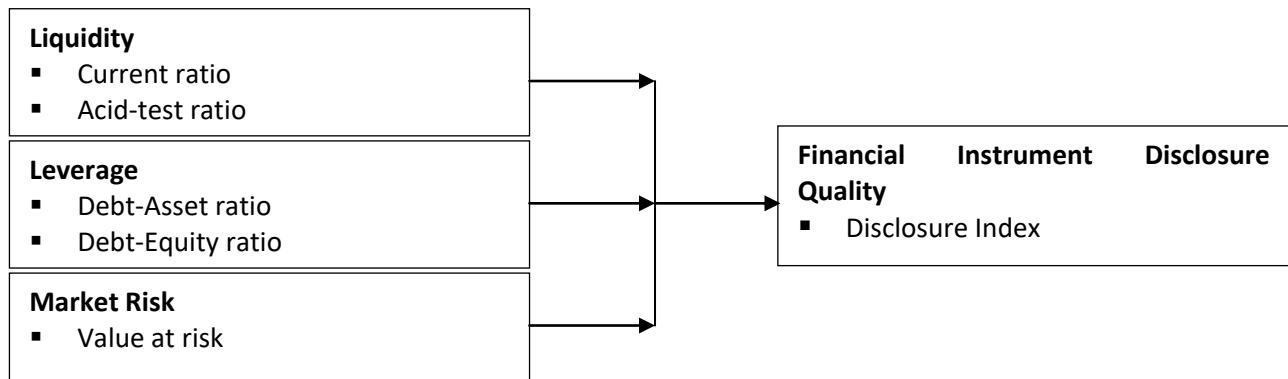 Liquidity
▪ Current ratio
▪ Acid-test ratio
Leverage
▪ Debt-Asset ratio
▪ Debt-Equity ratio
Market Risk
▪ Value at risk
Financial Instrument Disclosure
Quality
▪ Disclosure Index